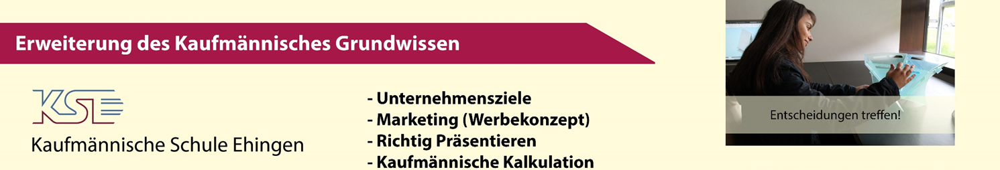 Erweiterung des Kaufmännisches Grundwissen
KSE
Kaufmännische Schule Ehingen
- Unternehmensziele
- Marketing (Werbekonzept)
- Richtig Präsentieren
- Kaufmännische Kalkulation
Entscheidungen treffen!